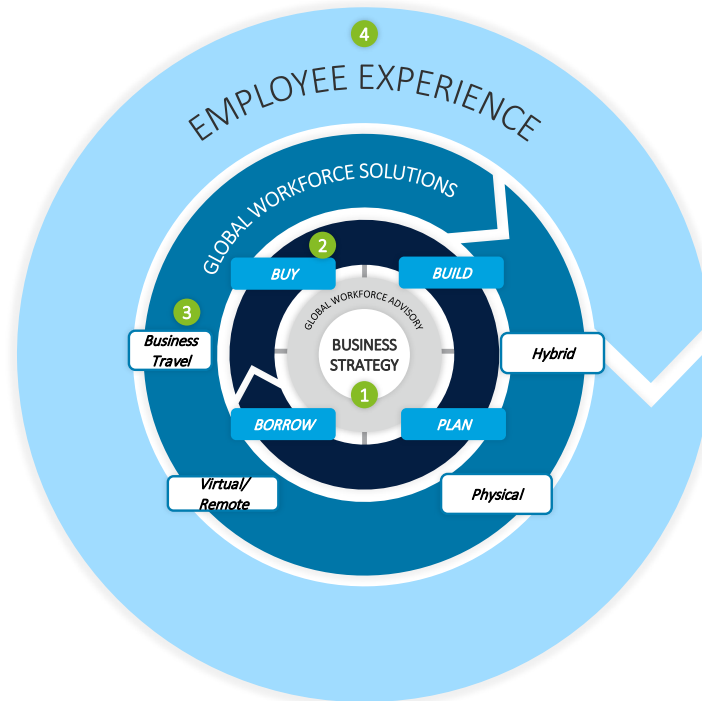 4
EMPLOYEE EXPERIENCE
GLOBAL WORKFORCE SOLUTIONS
2
BUY
BUILD
GLOBAL WORKFORCE ADVISORY
3
Business
Travel
BUSINESS
STRATEGY
Hybrid
1
BORROW
PLAN
Virtual/
Remote
Physical